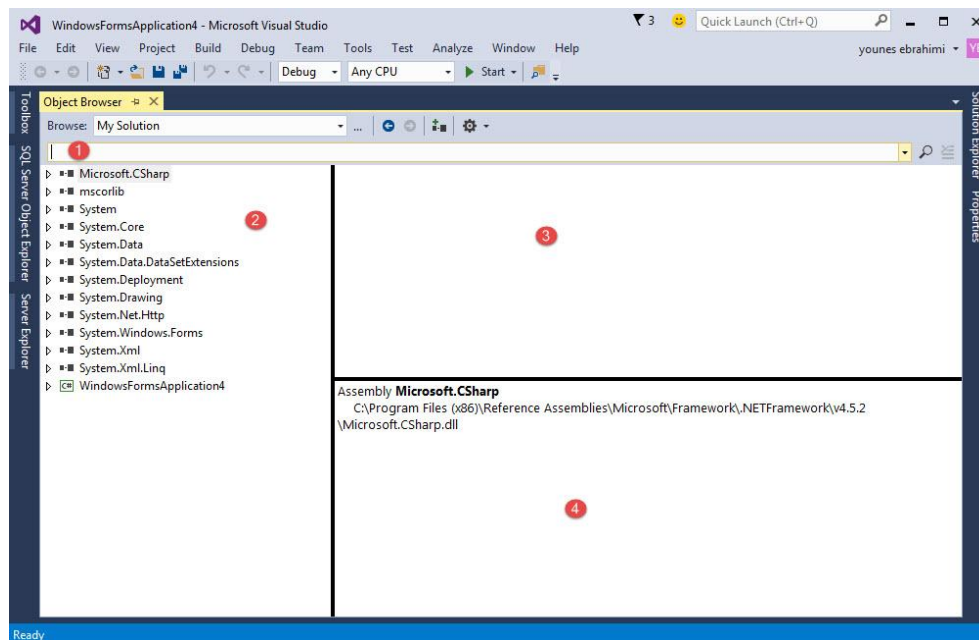 WindowsFormsApplication4 - Microsoft Visual Studio
3
Quick Launch (Ctrl+Q)
File Edit View Project Build Debug Team Tools Test Analyze Window Help
younes ebrahimi
Debug Any CPU Start
Toolbox
SQL Server Object Explorer
Server Explorer
Object Browser
Browse: My Solution
...
1
Microsoft.CSharp
mscorlib
System
System.Core
System.Data
System.Data.DataSetExtensions
System.Deployment
System.Drawing
System.Net.Http
System.Windows.Forms
System.Xml
System.Xml.Linq
WindowsFormsApplication4
2
3
Assembly Microsoft.CSharp
C:\Program Files (x86)\Reference Assemblies\Microsoft\Framework\.NETFramework\v4.5.2
\Microsoft.CSharp.dll
4
Solution Explorer
Properties
Ready